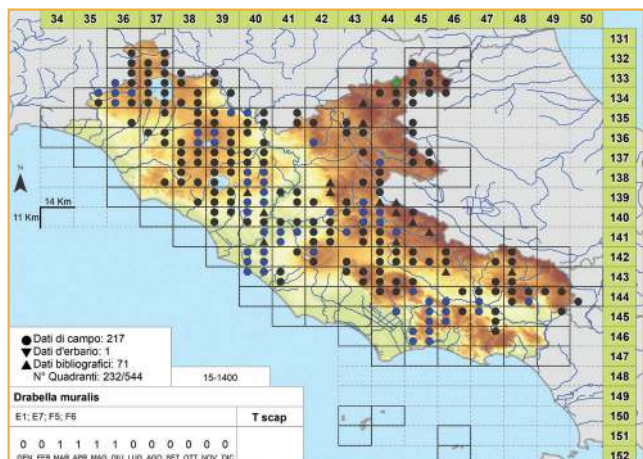 34 35 36 37 38 39 40 41 42 43 44 45 46 47 48 49 50
131
132
133
134
135
136
137
138
139
140
141
142
143
144
145
146
147
148
149
150
151
152
N
14 Km
11 Km
Dati di campo: 217
Dati d'erbario: 1
Dati bibliografici: 71
N° Quadranti: 232/544
15-1400
Drabella muralis
E1; E7; F5; F6
T scap
0 0 1 1 1 1 0 0 0 0 0 0
GEN FEB MAR APR MAG GIU LUG AGO SET OTT NOV DIC